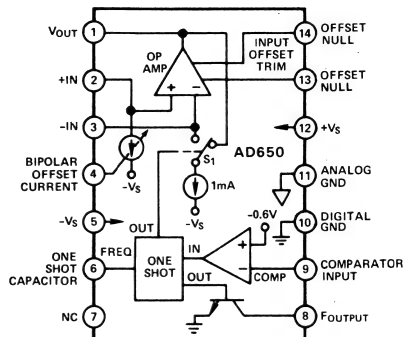 VOUT 1
+IN 2
-IN 3
BIPOLAR
OFFSET
CURRENT 4
-VS 5
ONE
SHOT
CAPACITOR 6
NC 7
OP
AMP
+ -
INPUT
OFFSET
TRIM
S1
AD650
1mA
-VS
-VS
-0.6V
OUT
FREQ
ONE
SHOT
IN
OUT
+
-
COMP
14 OFFSET
NULL
13 OFFSET
NULL
12 +VS
11 ANALOG
GND
10 DIGITAL
GND
9 COMPARATOR
INPUT
8 FOUTPUT